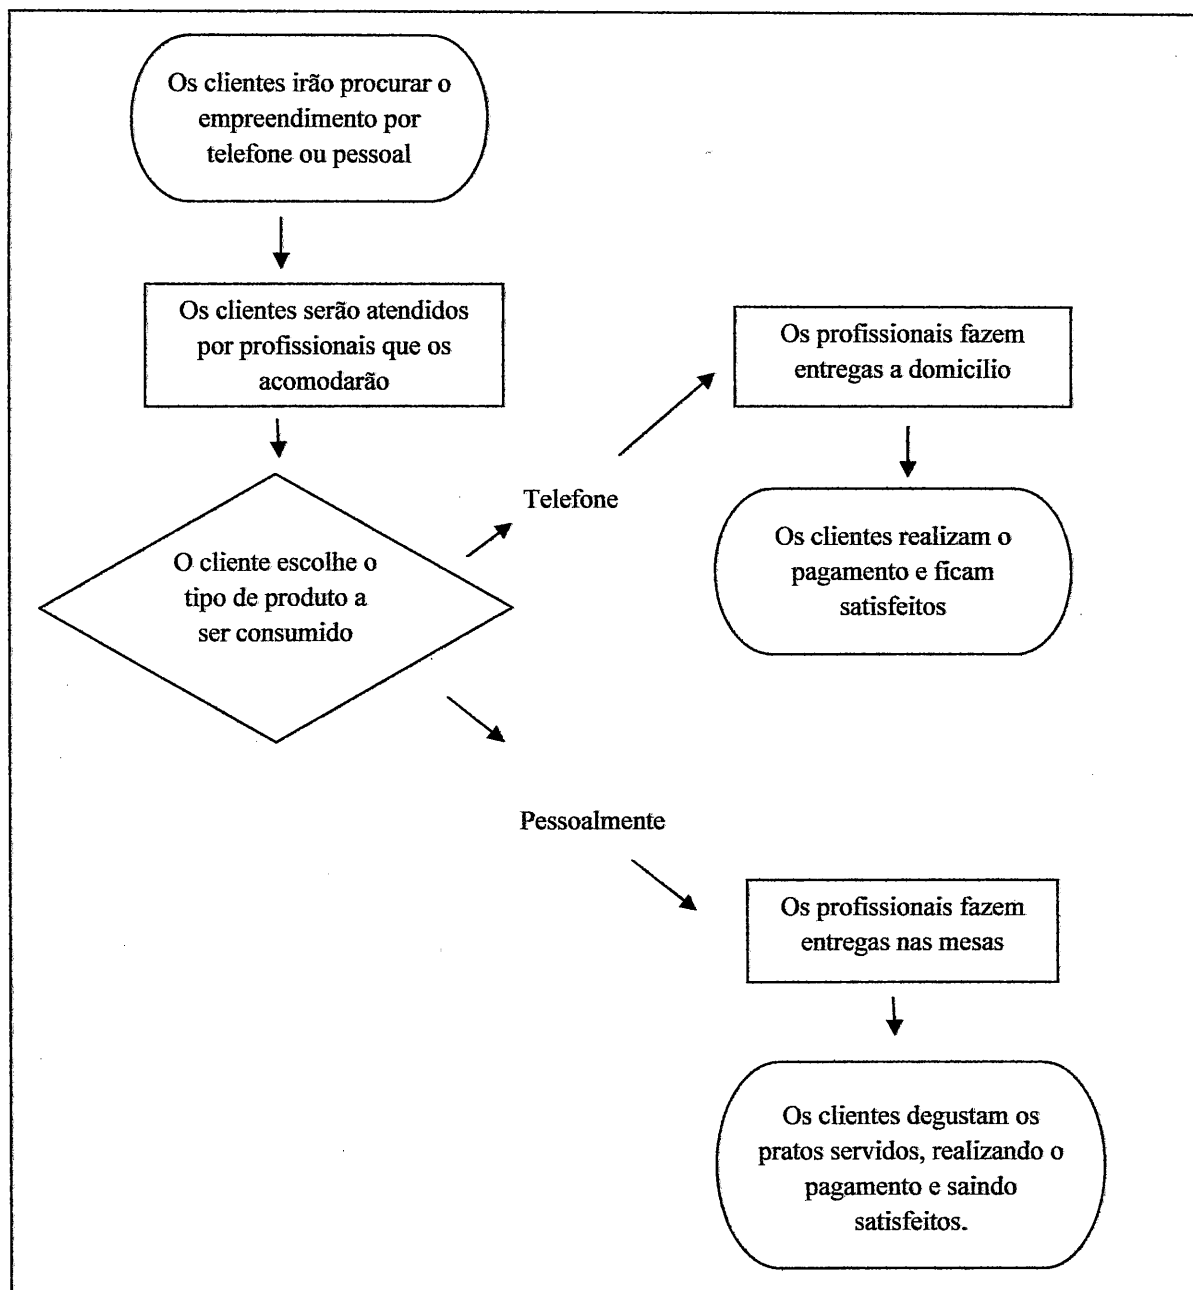 Os clientes irão procurar o
empreendimento por
telefone ou pessoal
Os clientes serão atendidos
por profissionais que os
acomodarão
O cliente escolhe o
tipo de produto a
ser consumido
Telefone
Os profissionais fazem
entregas a domicilio
Os clientes realizam o
pagamento e ficam
satisfeitos
Pessoalmente
Os profissionais fazem
entregas nas mesas
Os clientes degustam os
pratos servidos, realizando o
pagamento e saindo
satisfeitos.